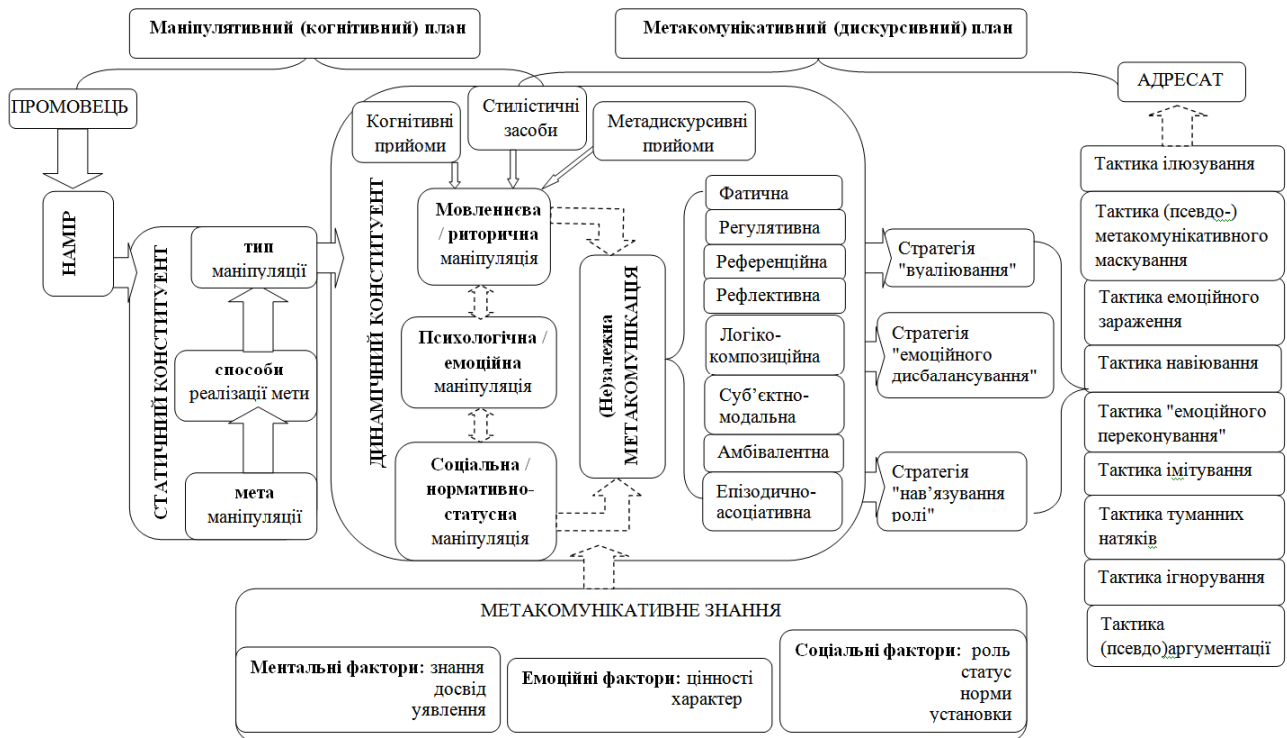 Маніпулятивний (когнітивний) план
Метакомунікативний (дискурсивний) план
ПРОМОВЕЦЬ
АДРЕСАТ
НАМІР
СТАТИЧНИЙ КОНСТИТУЕНТ
тип
маніпуляції
способи
реалізації мети
мета
маніпуляції
ДИНАМІЧНИЙ КОНСТИТУЕНТ
Когнітивні
прийоми
Стилістичні
засоби
Метадискурсивні
прийоми
Мовленнєва
/ риторична
маніпуляція
Психологічна /
емоційна
маніпуляція
Соціальна /
нормативно-
статусна
маніпуляція
(Не)залежна
МЕТАКОМУНІКАЦІЯ
Фатична
Регулятивна
Референційна
Рефлективна
Логіко-
композиційна
Суб’єктно-
модальна
Амбівалентна
Епізодично-
асоціативна
Стратегія
"вуалювання"
Стратегія
"емоційного
дисбалансування"
Стратегія
"нав’язування
ролі"
Тактика ілюзування
Тактика (псевдо-)
метакомунікативного
маскування
Тактика емоційного
зараження
Тактика навіювання
Тактика "емоційного
переконування"
Тактика імітування
Тактика туманних
натяків
Тактика ігнорування
Тактика
(псевдо)аргументації
МЕТАКОМУНІКАТИВНЕ ЗНАННЯ
Ментальні фактори: знання
досвід
уявлення
Емоційні фактори: цінності
характер
Соціальні фактори: роль
статус
норми
установки